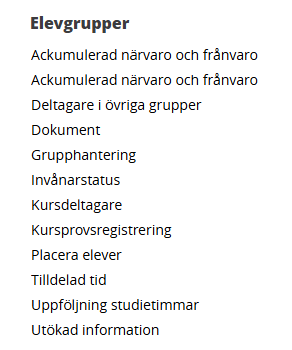 Elevgrupper
Ackumulerad närvaro och frånvaro
Ackumulerad närvaro och frånvaro
Deltagare i övriga grupper
Dokument
Grupphantering
Invånarstatus
Kursdeltagare
Kursprovsregistrering
Placera elever
Tilldelad tid
Uppföljning studietimmar
Utökad information